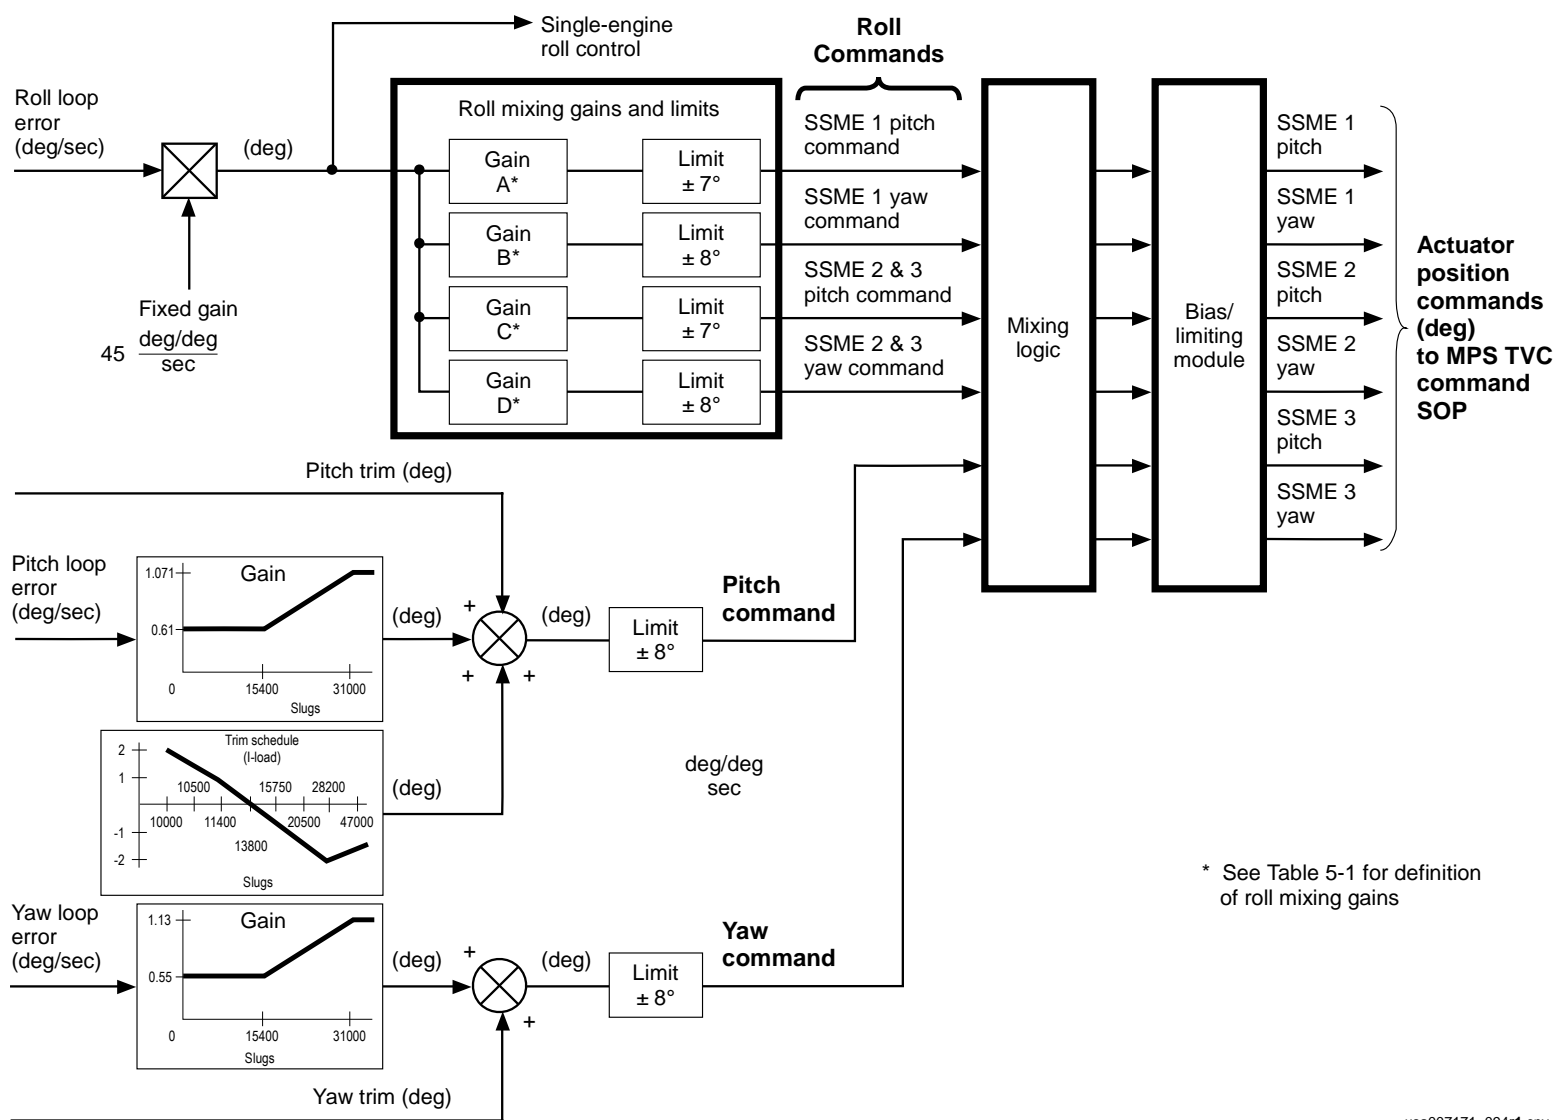 Single-engine
roll control
Roll
Commands
Roll loop
error
(deg/sec)
(deg)
Fixed gain
45 deg/deg
sec
Roll mixing gains and limits
Gain
A*
Limit
± 7°
Gain
B*
Limit
± 8°
Gain
C*
Limit
± 7°
Gain
D*
Limit
± 8°
SSME 1 pitch
command
SSME 1 yaw
command
SSME 2 & 3
pitch command
SSME 2 & 3
yaw command
Mixing
logic
Bias/
limiting
module
SSME 1
pitch
SSME 1
yaw
SSME 2
pitch
SSME 2
yaw
SSME 3
pitch
SSME 3
yaw
Actuator
position
commands
(deg)
to MPS TVC
command
SOP
Pitch trim (deg)
Pitch loop
error
(deg/sec)
Gain
1.071
0.61
0 15400 31000
Slugs
(deg)
+
+ +
(deg)
Limit
± 8°
Pitch
command
Trim schedule
(I-load)
2
1
-1
-2
10500 15750 28200
10000 11400 20500 47000
13800
Slugs
(deg)
deg/deg
sec
Yaw loop
error
(deg/sec)
Gain
1.13
0.55
0 15400 31000
Slugs
(deg)
+
+
(deg)
Limit
± 8°
Yaw
command
Yaw trim (deg)
* See Table 5-1 for definition
of roll mixing gains